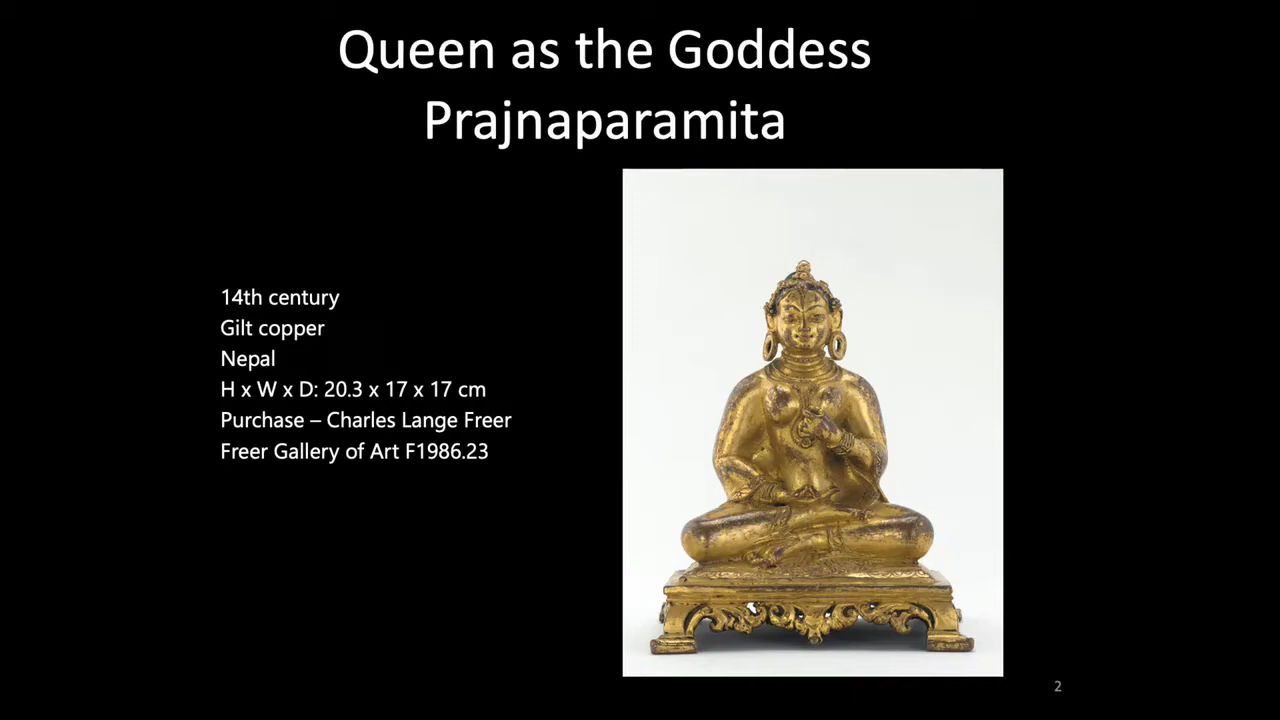 Queen as the Goddess
Prajnaparamita
14th century
Gilt copper
Nepal
H x W x D: 20.3 x 17 x 17 cm
Purchase – Charles Lange Freer
Freer Gallery of Art F1986.23
2